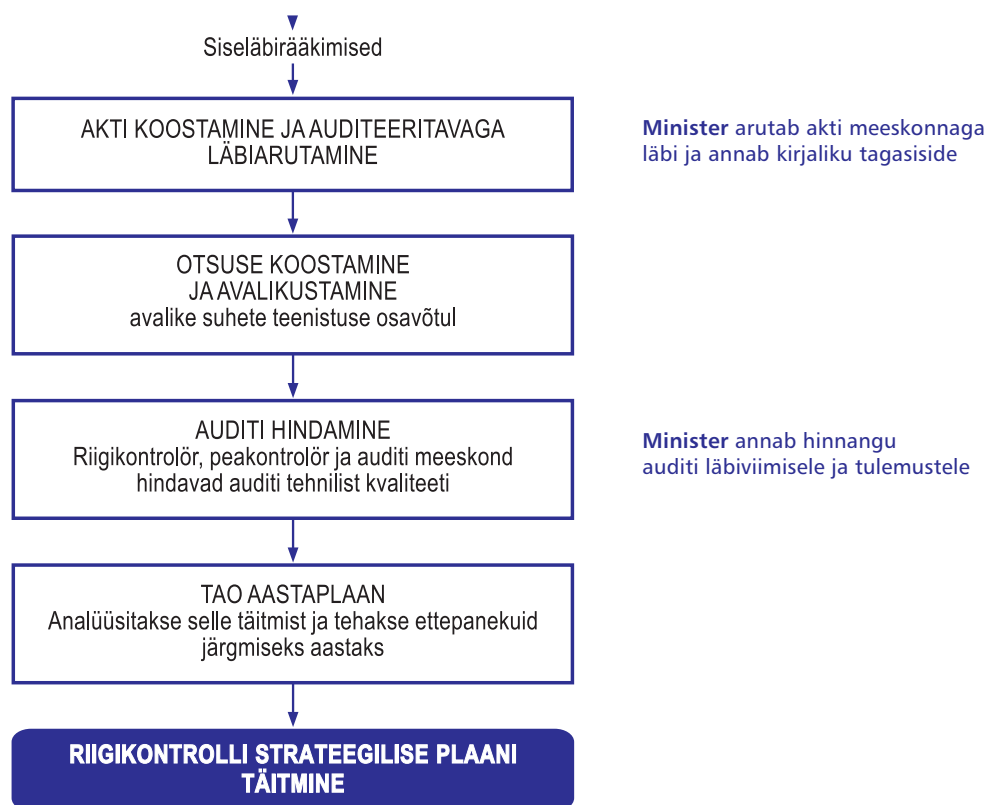 Siseläbirääkimised
AKTI KOOSTAMINE JA AUDITEERITAVAGA
LÄBIARUTAMINE
Minister arutab akti meeskonnaga
läbi ja annab kirjaliku tagasiside
OTSUSE KOOSTAMINE
JA AVALIKUSTAMINE
avalike suhete teenistuse osavõtul
AUDITI HINDAMINE
Riigikontrolör, peakontrolör ja auditi meeskond
hindavad auditi tehnilist kvaliteeti
Minister annab hinnangu
auditi läbiviimisele ja tulemustele
TAO AASTAPLAAN
Analüüsitakse selle täitmist ja tehakse ettepanekuid
järgmiseks aastaks
RIIGIKONTROLLI STRATEEGILISE PLAANI
TÄITMINE